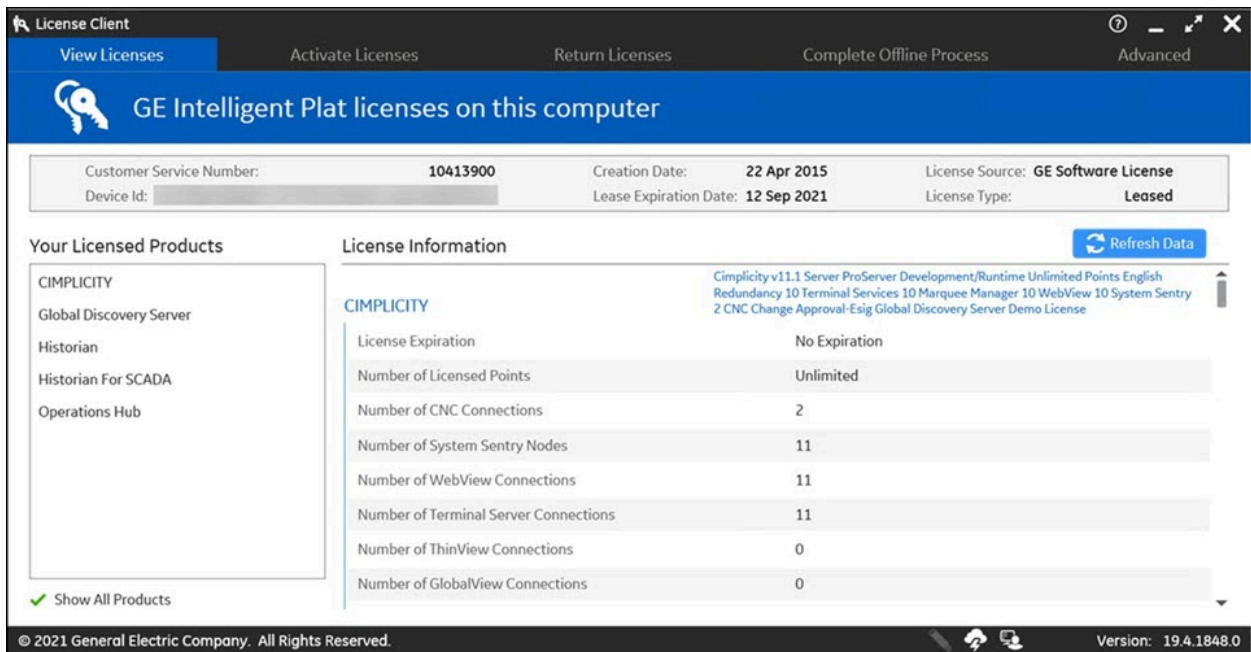 License Client
View Licenses Activate Licenses Return Licenses Complete Offline Process Advanced
GE Intelligent Plat licenses on this computer
Customer Service Number: 10413900 Creation Date: 22 Apr 2015 License Source: GE Software License
Device Id: Lease Expiration Date: 12 Sep 2021 License Type: Leased
Your Licensed Products License Information Refresh Data
CIMPLICITY
Global Discovery Server
Historian
Historian For SCADA
Operations Hub
Show All Products
CIMPLICITY
Cimplicity v11.1 Server ProServer Development/Runtime Unlimited Points English
Redundancy 10 Terminal Services 10 Marquee Manager 10 WebView 10 System Sentry
2 CNC Change Approval-Esig Global Discovery Server Demo License
License Expiration No Expiration
Number of Licensed Points Unlimited
Number of CNC Connections 2
Number of System Sentry Nodes 11
Number of WebView Connections 11
Number of Terminal Server Connections 11
Number of ThinView Connections 0
Number of GlobalView Connections 0
© 2021 General Electric Company. All Rights Reserved. Version: 19.4.1848.0